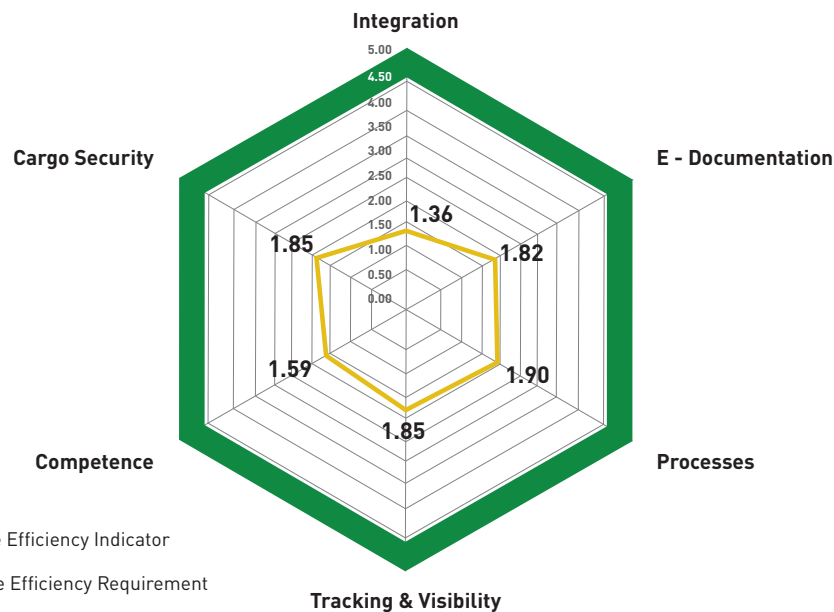 Integration
5.00
4.50
4.00
3.50
3.00
2.50
2.00
1.50
1.00
0.50
0.00
Cargo Security
E - Documentation
1.36
1.85
1.82
1.59
1.90
1.85
Competence
Processes
Efficiency Indicator
Efficiency Requirement
Tracking & Visibility